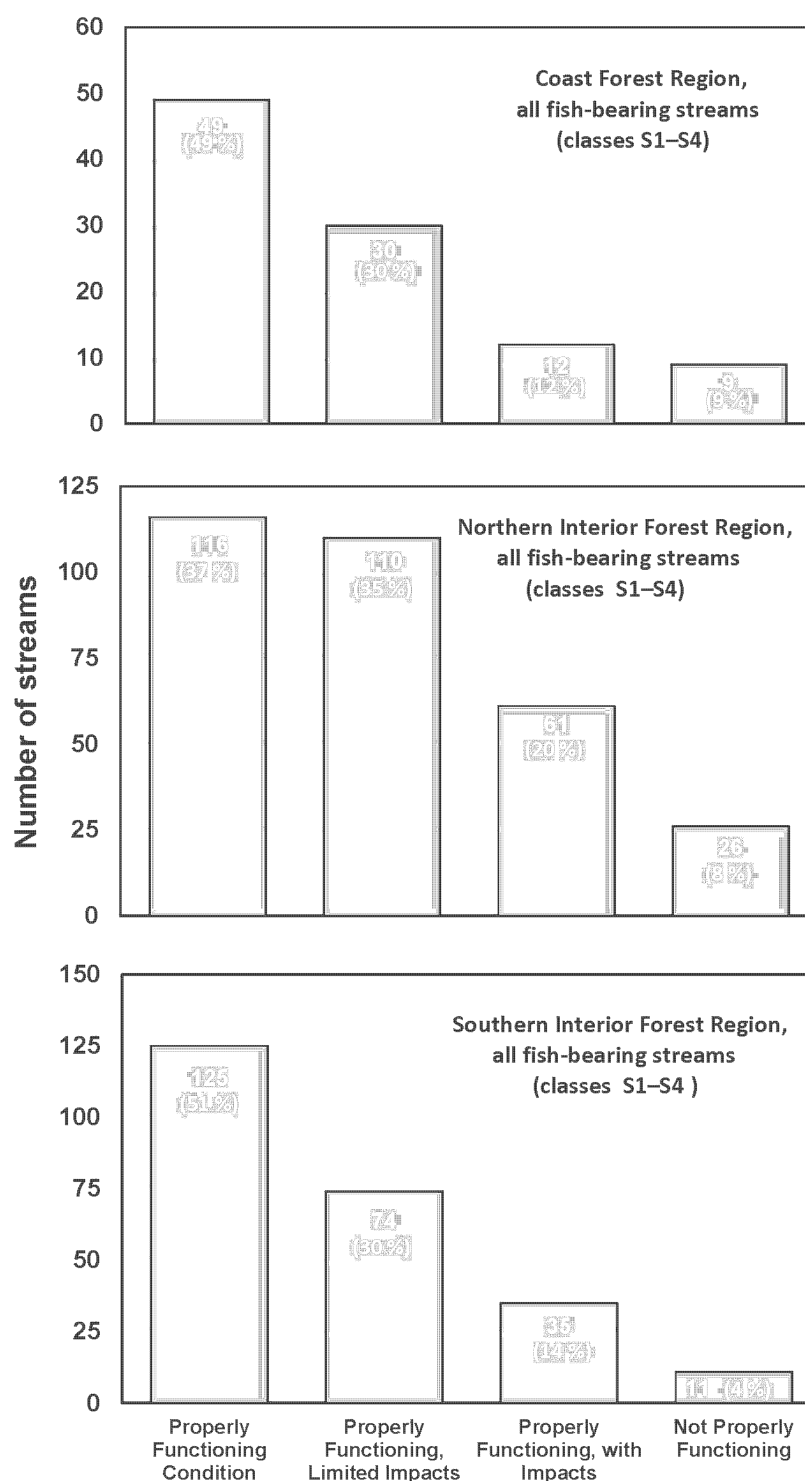 60
50
40
30
20
10
0
Coast Forest Region,
all fish-bearing streams
(classes S1–S4)
49
(49 %)
30
(30 %)
12
(12 %)
9
(9 %)
Number of streams
125
100
75
50
25
0
Northern Interior Forest Region,
all fish-bearing streams
(classes S1–S4)
116
(37 %)
110
(35 %)
61
(20 %)
26
(8 %)
150
125
100
75
50
25
0
Southern Interior Forest Region,
all fish-bearing streams
(classes S1–S4 )
125
(51 %)
74
(30 %)
35
(14 %)
11 (4 %)
Properly
Functioning
Condition
Properly
Functioning,
Limited Impacts
Properly
Functioning, with
Impacts
Not Properly
Functioning